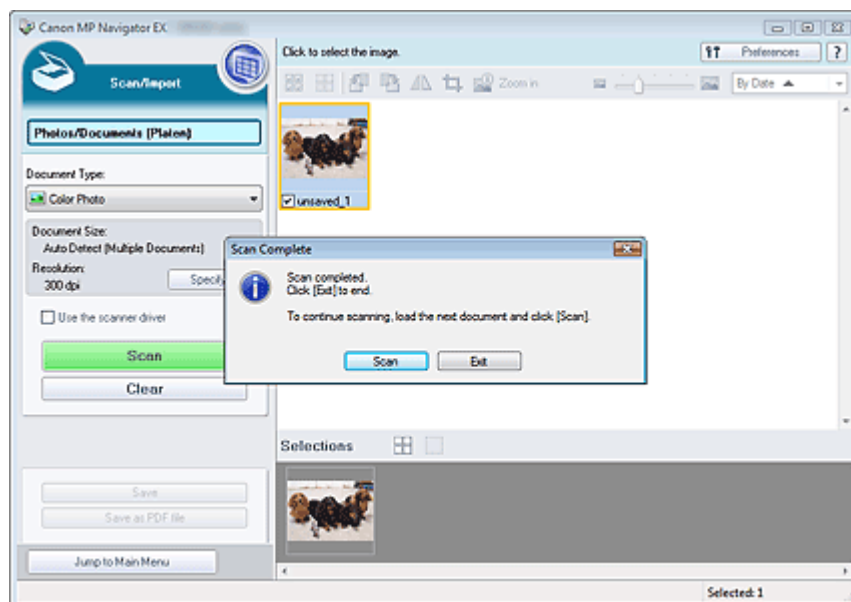 Canon MP Navigator EX
Scan/Import
Click to select the image.
Preferences
?
Zoom in
By Date
Photos/Documents (Platen)
Document Type:
Color Photo
unsaved_1
Document Size:
Auto Detect (Multiple Documents)
Resolution:
300 dpi
Use the scanner driver
Scan
Clear
Scan Complete
Scan completed.
Click [Exit] to end.
To continue scanning, load the next document and click [Scan].
Scan
Exit
Selections
Save
Save as PDF file
Jump to Main Menu
Selected: 1